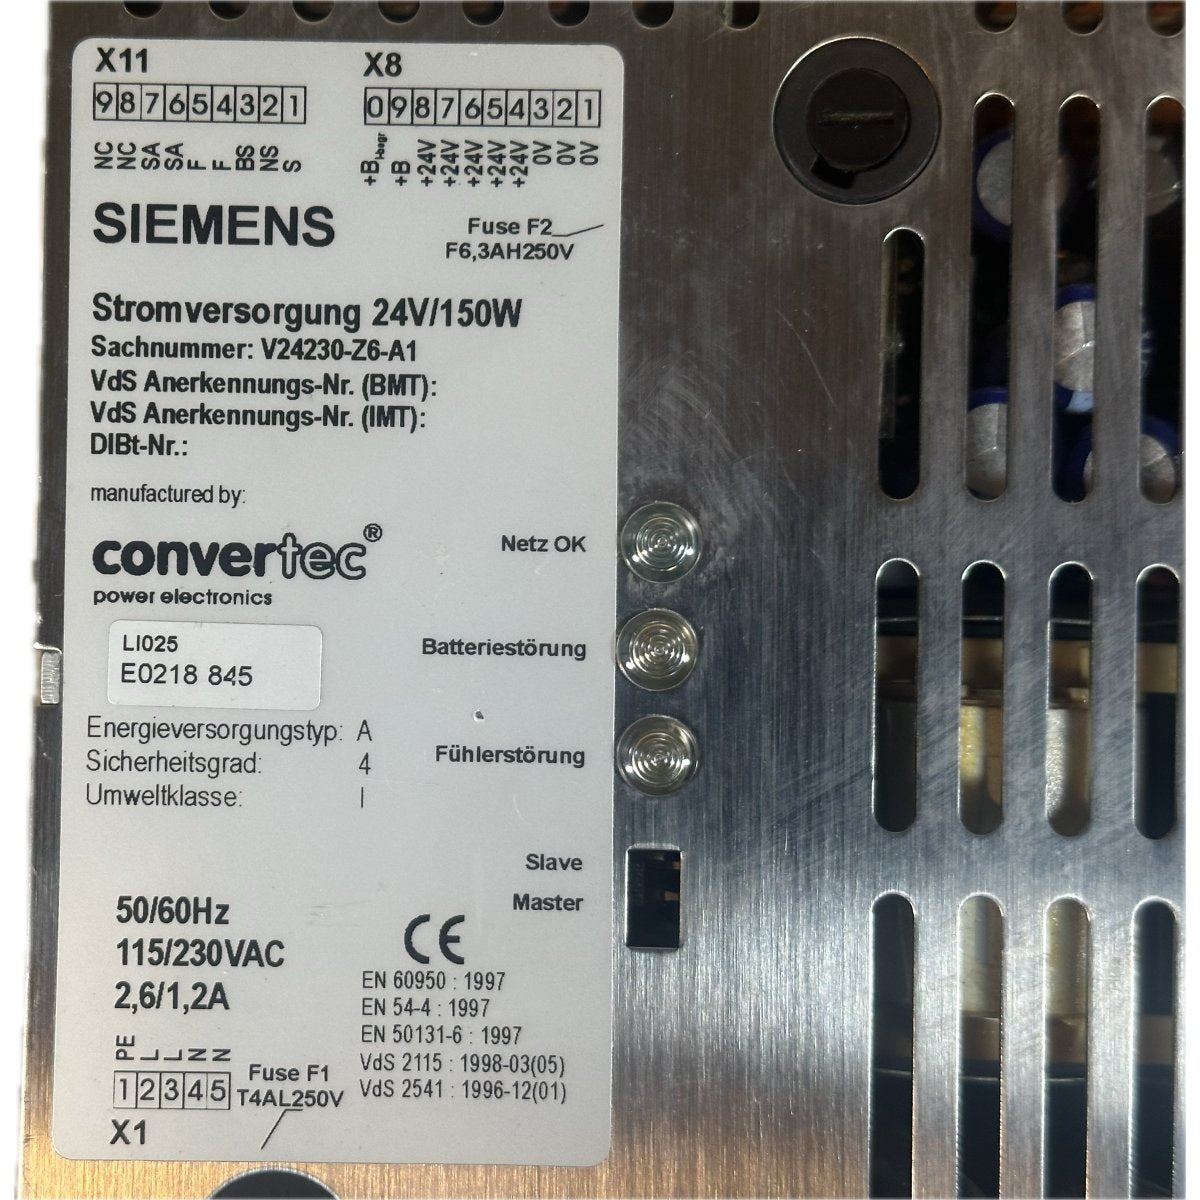 X11
9 8 7 6 5 4 3 2 1
NC NC SA SA F F BS NS S
X8
0 9 8 7 6 5 4 3 2 1
+B I-begr +B +24V +24V +24V +24V +24V 0V 0V 0V
SIEMENS
Fuse F2
F6,3AH250V
Stromversorgung 24V/150W
Sachnummer: V24230-Z6-A1
VdS Anerkennungs-Nr. (BMT):
VdS Anerkennungs-Nr. (IMT):
DIBt-Nr.:
manufactured by:
convertec®
power electronics
Netz OK
LI025
E0218 845
Batteriestörung
Energieversorgungstyp: A
Sicherheitsgrad: 4
Umweltklasse: I
Fühlerstörung
Slave
Master
50/60Hz
115/230VAC
2,6/1,2A
CE
EN 60950 : 1997
EN 54-4 : 1997
EN 50131-6 : 1997
VdS 2115 : 1998-03(05)
VdS 2541 : 1996-12(01)
PE L L N N
1 2 3 4 5
X1
Fuse F1
T4AL250V